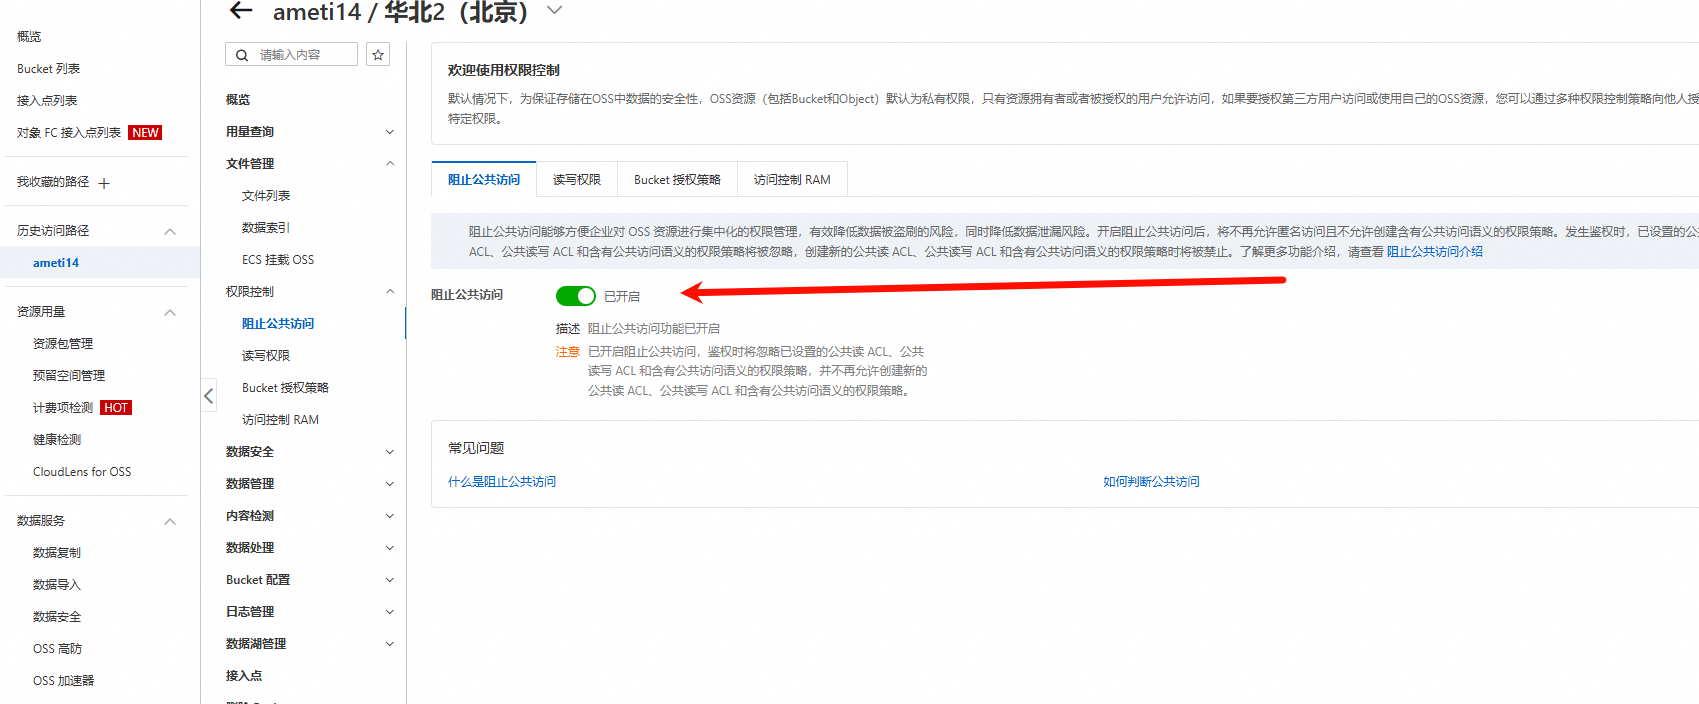 ameti14 / 华北2（北京）
概览
Bucket 列表
接入点列表
对象 FC 接入点列表 NEW
我收藏的路径
历史访问路径
ameti14
资源用量
资源包管理
预留空间管理
计费项检测 HOT
健康检测
CloudLens for OSS
数据服务
数据复制
数据导入
数据安全
OSS 高防
OSS 加速器
请输入内容
概览
用量查询
文件管理
文件列表
数据索引
ECS 挂载 OSS
权限控制
阻止公共访问
读写权限
Bucket 授权策略
访问控制 RAM
数据安全
数据管理
内容检测
数据处理
Bucket 配置
日志管理
数据湖管理
接入点
欢迎使用权限控制
默认情况下，为保证存储在OSS中数据的安全性，OSS资源（包括Bucket和Object）默认为私有权限，只有资源拥有者或者被授权的用户允许访问，如果要授权第三方用户访问或使用自己的OSS资源，您可以通过多种权限控制策略向他人授
特定权限。
阻止公共访问 读写权限 Bucket 授权策略 访问控制 RAM
阻止公共访问能够方便企业对 OSS 资源进行集中化的权限管理，有效降低数据被盗刷的风险，同时降低数据泄漏风险。开启阻止公共访问后，将不再允许匿名访问且不允许创建含有公共访问语义的权限策略。发生鉴权时，已设置的公
ACL、公共读写 ACL 和含有公共访问语义的权限策略将被忽略，创建新的公共读 ACL、公共读写 ACL 和含有公共访问语义的权限策略时将被禁止。了解更多功能介绍，请查看 阻止公共访问介绍
阻止公共访问 已开启
描述 阻止公共访问功能已开启
注意 已开启阻止公共访问，鉴权时将忽略已设置的公共读 ACL、公共
读写 ACL 和含有公共访问语义的权限策略，并不再允许创建新的
公共读 ACL、公共读写 ACL 和含有公共访问语义的权限策略。
常见问题
什么是阻止公共访问 如何判断公共访问